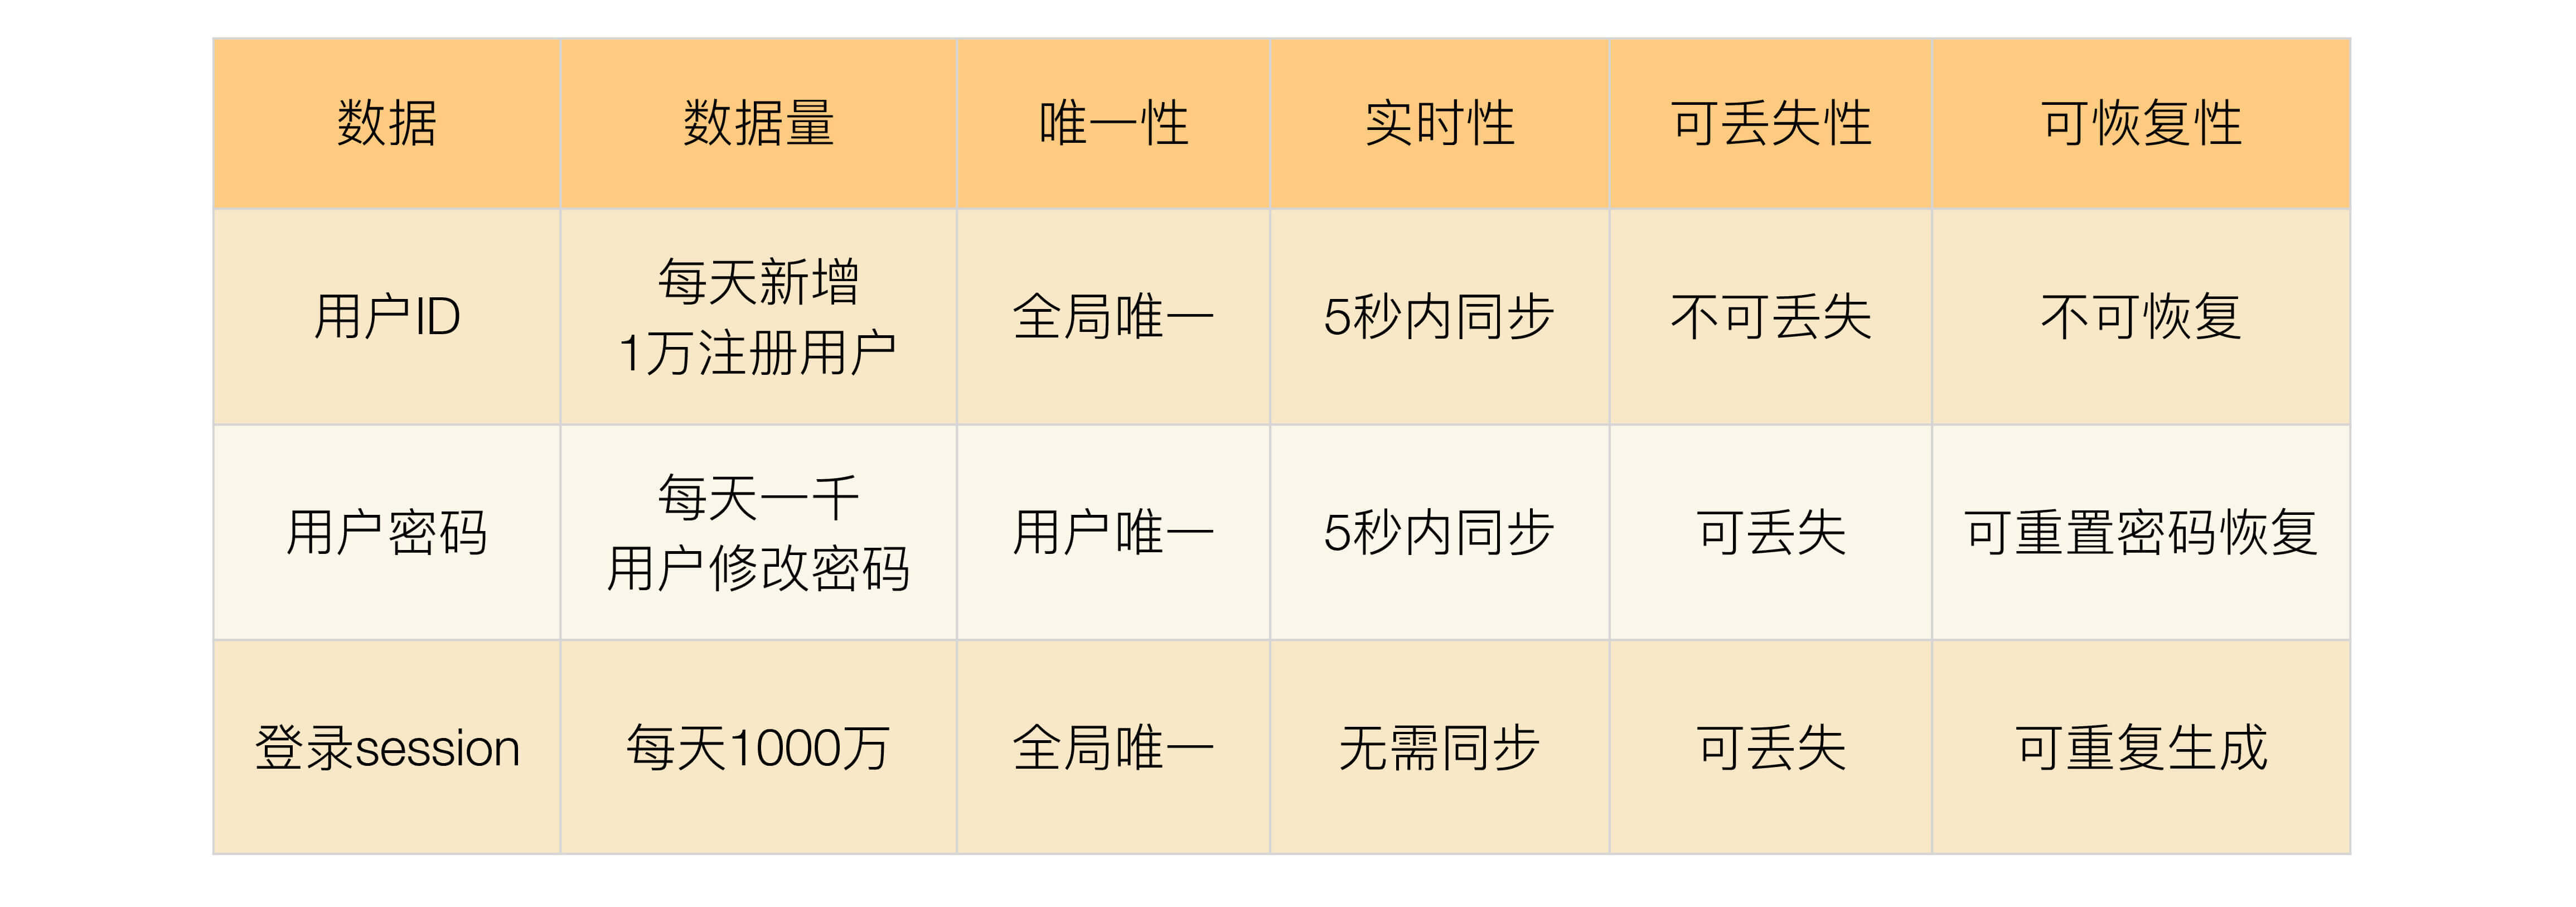 数据 数据量 唯一性 实时性 可丢失性 可恢复性
用户ID 每天新增 全局唯一 5秒内同步 不可丢失 不可恢复
1万注册用户
用户密码 每天一千 用户唯一 5秒内同步 可丢失 可重置密码恢复
用户修改密码
登录session 每天1000万 全局唯一 无需同步 可丢失 可重复生成